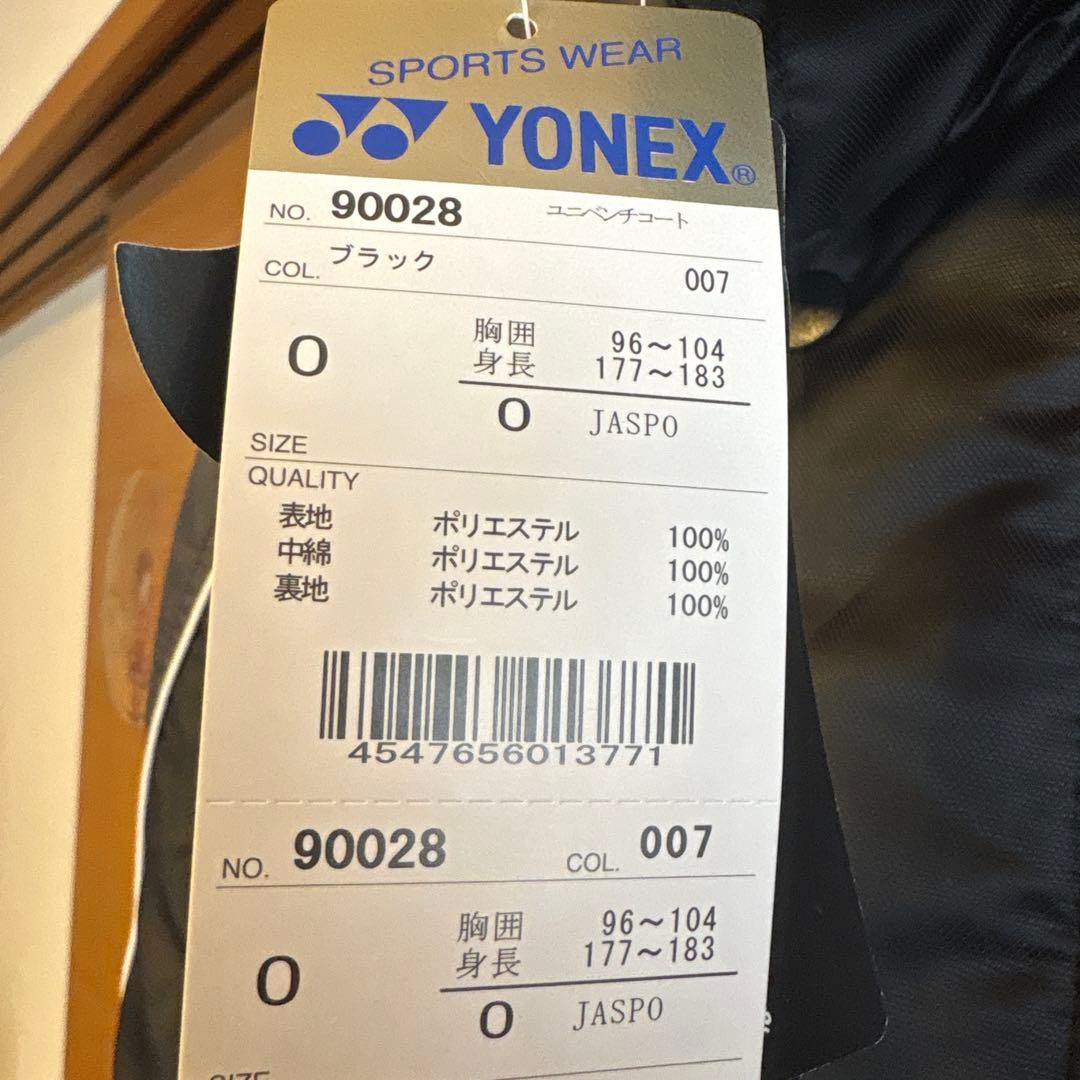 SPORTS WEAR
YONEX®
NO. 90028 ユニベンチコート
COL. ブラック 007
O 胸囲 96～104
身長 177～183
O JASPO
SIZE
QUALITY
表地 ポリエステル 100%
中綿 ポリエステル 100%
裏地 ポリエステル 100%
4547656013771
NO. 90028 COL. 007
O 胸囲 96～104
身長 177～183
O JASPO
SIZE